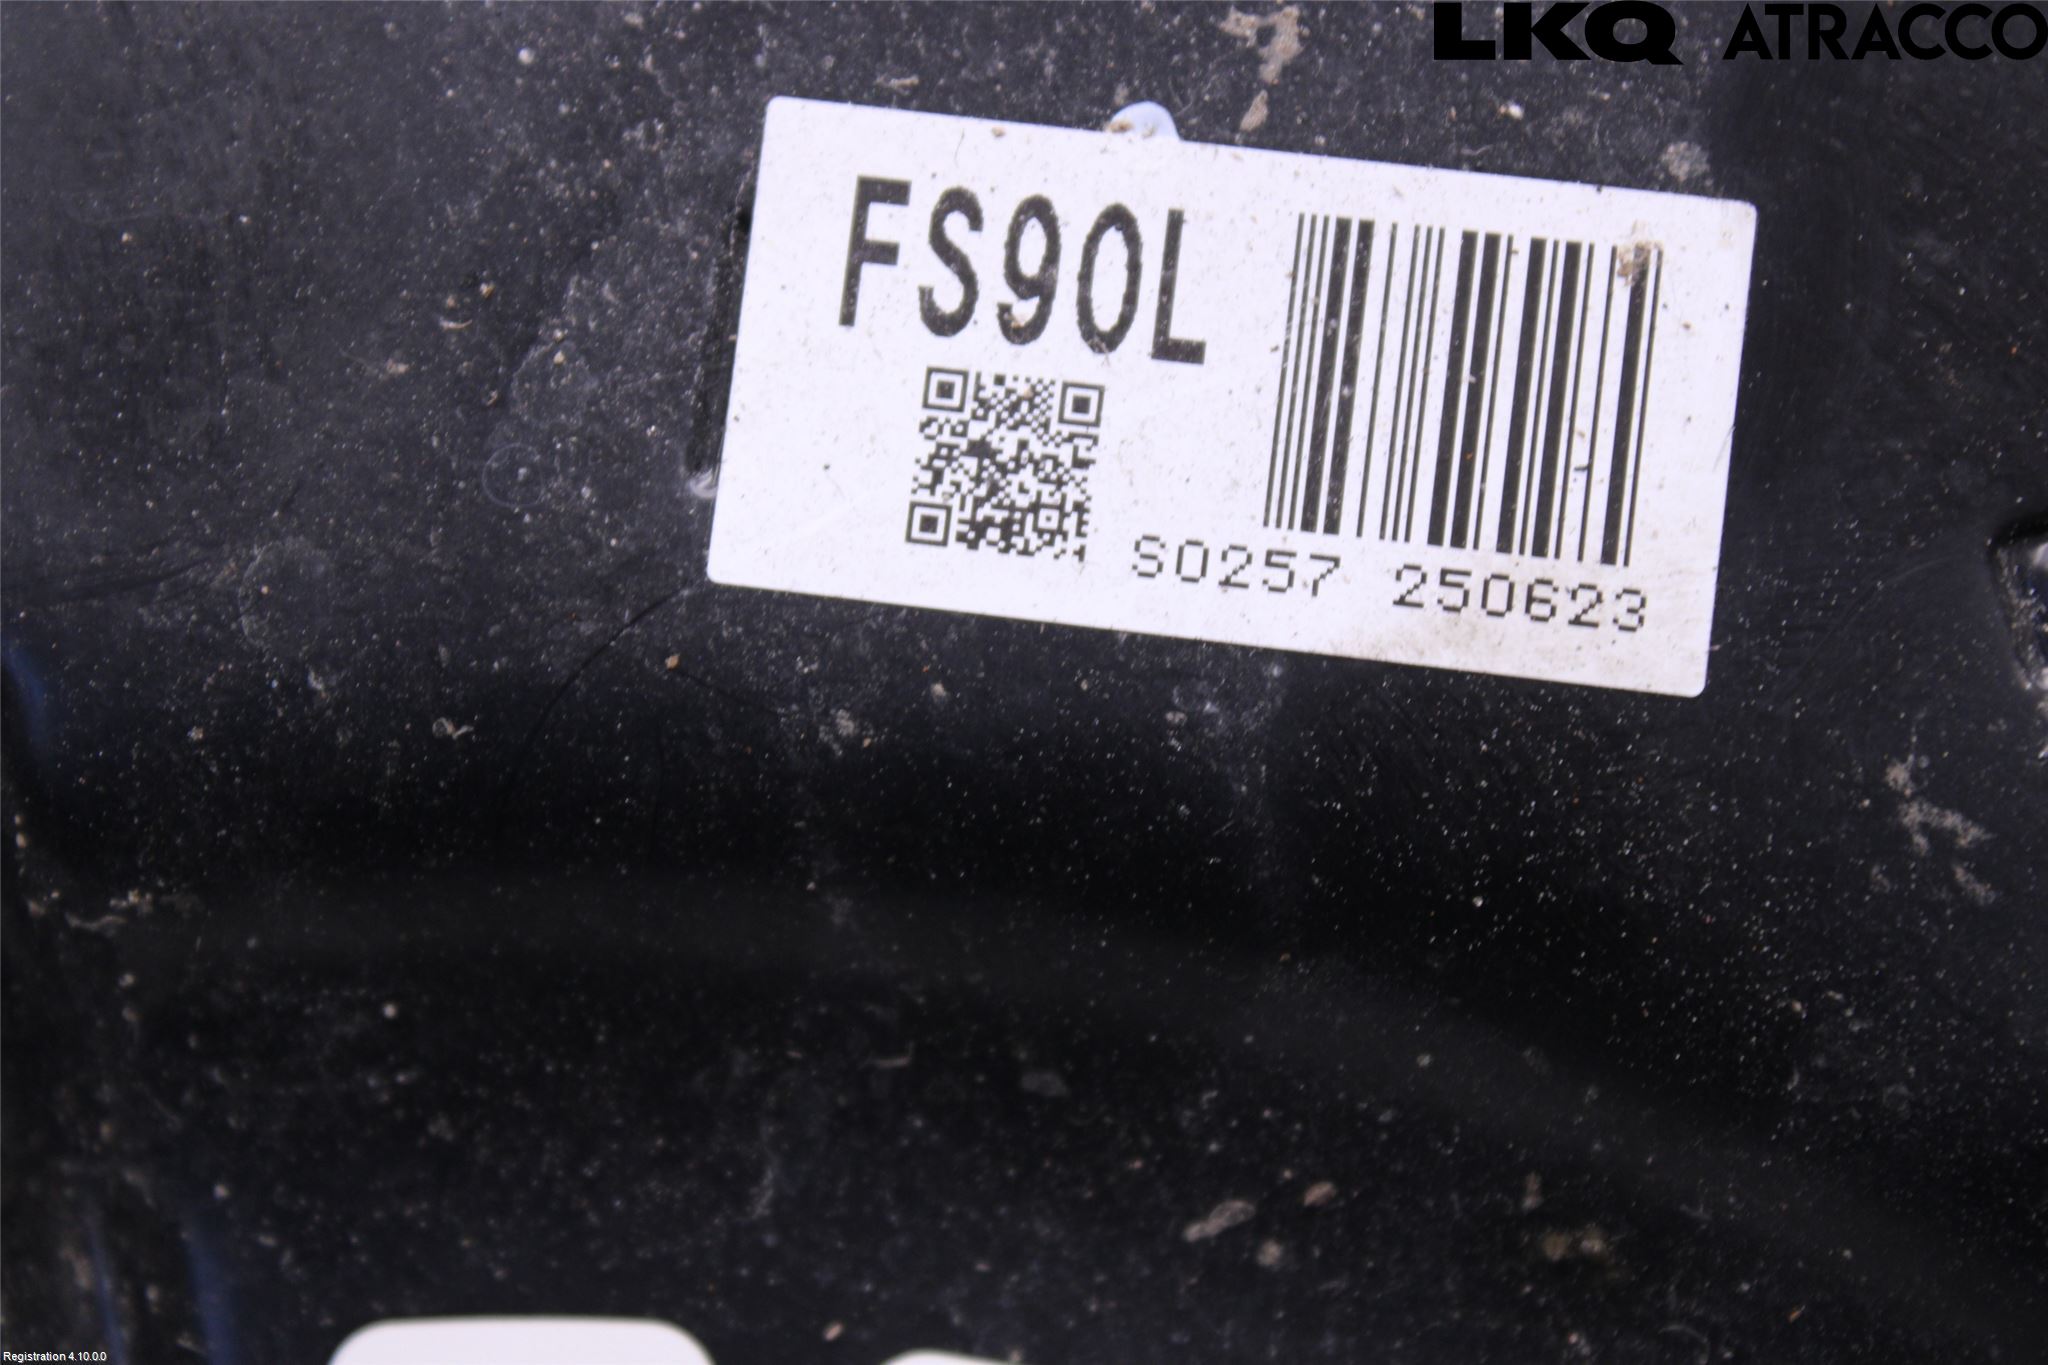 LKQ ATRACCO
FS90L
S0257 250623
Registration 4.10.0.0